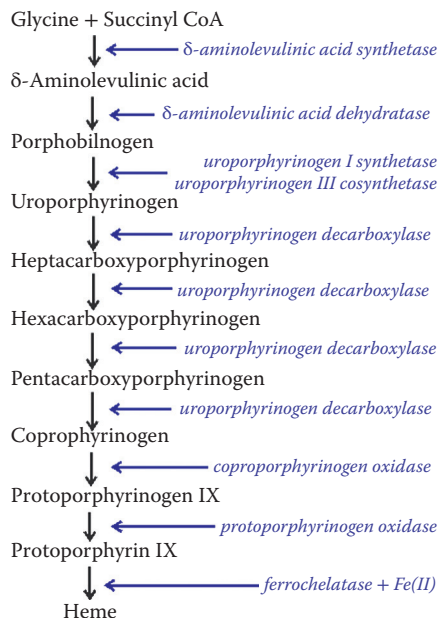 Glycine + Succinyl CoA
δ-aminolevulinic acid synthetase
δ-Aminolevulinic acid
δ-aminolevulinic acid dehydratase
Porphobilnogen
uroporphyrinogen I synthetase
uroporphyrinogen III cosynthetase
Uroporphyrinogen
uroporphyrinogen decarboxylase
Heptacarboxyporphyrinogen
uroporphyrinogen decarboxylase
Hexacarboxyporphyrinogen
uroporphyrinogen decarboxylase
Pentacarboxyporphyrinogen
uroporphyrinogen decarboxylase
Coprophyrinogen
coproporphyrinogen oxidase
Protoporphyrinogen IX
protoporphyrinogen oxidase
Protoporphyrin IX
ferrochelatase + Fe(II)
Heme